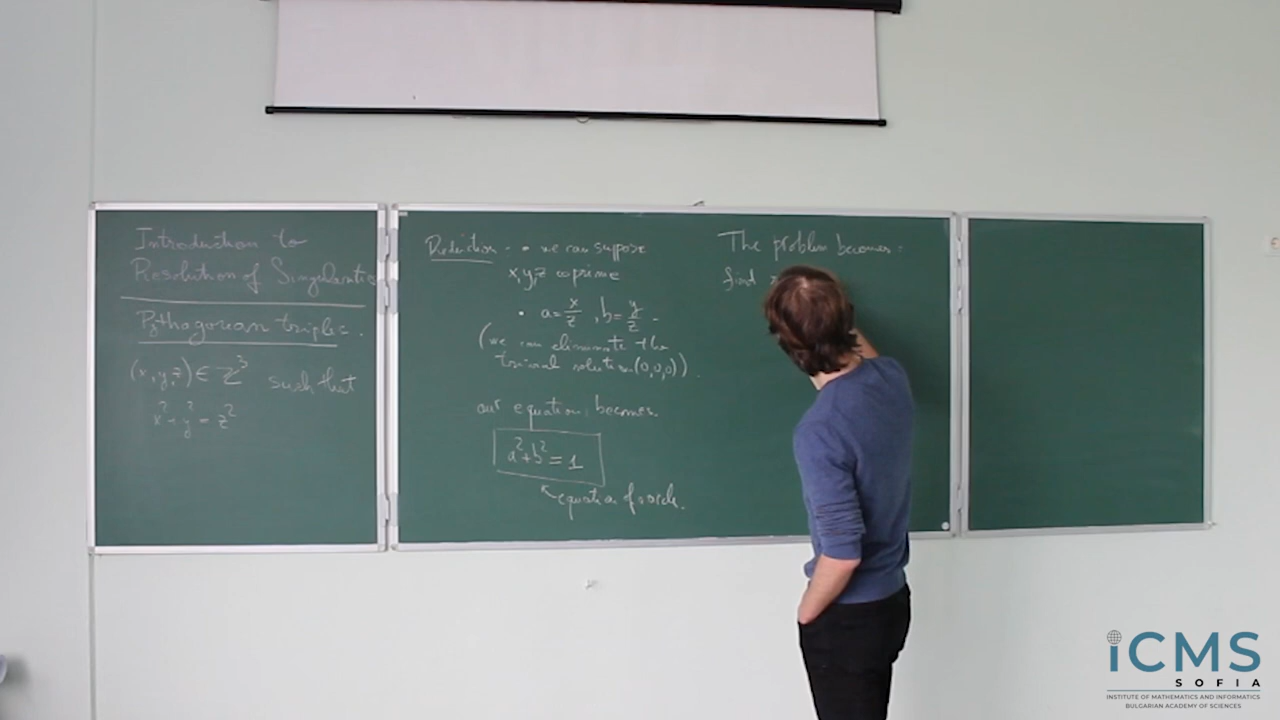 Introduction to
Resolution of Singularities
Pythagorean triples.
(x,y,z) ∈ ℤ³ such that
x²+y² = z²
Reduction - • we can suppose
x,y,z coprime
• a = x/z , b = y/z .
(we can eliminate the
trivial solution (0,0,0)) .
our equation becomes
a²+b² = 1
equation of circle.
The problem becomes:
find
iCMS
SOFIA
INSTITUTE OF MATHEMATICS AND INFORMATICS
BULGARIAN ACADEMY OF SCIENCES